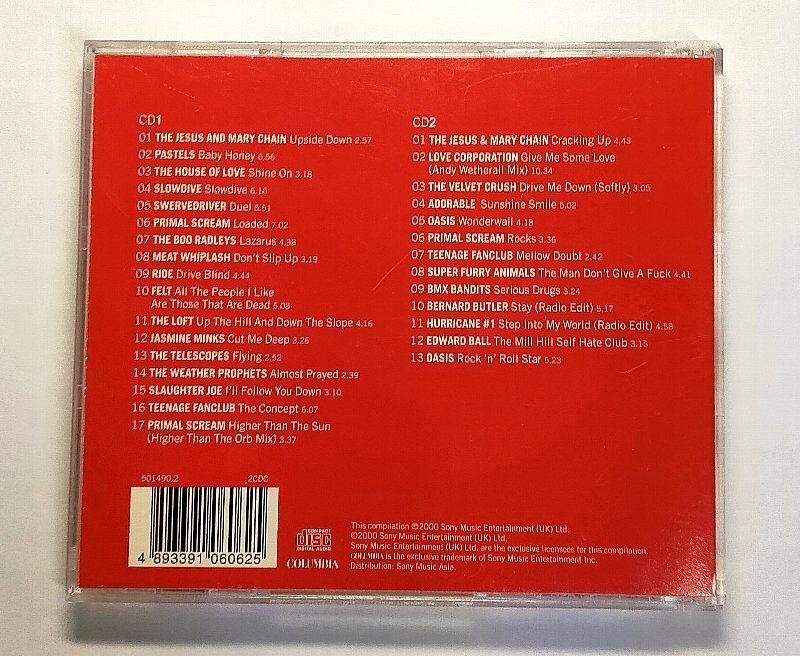 CD1
01 THE JESUS AND MARY CHAIN Upside Down 2.57
02 PASTELS Baby Honey 6.56
03 THE HOUSE OF LOVE Shine On 3.18
04 SLOWDIVE Slowdive 6.16
05 SWERVEDRIVER Duel 5.51
06 PRIMAL SCREAM Loaded 7.02
07 THE BOO RADLEYS Lazarus 4.38
08 MEAT WHIPLASH Don't Slip Up 3.19
09 RIDE Drive Blind 4.44
10 FELT All The People I Like
Are Those That Are Dead 5.08
11 THE LOFT Up The Hill And Down The Slope 4.16
12 JASMINE MINKS Cut Me Deep 3.26
13 THE TELESCOPES Flying 2.52
14 THE WEATHER PROPHETS Almost Prayed 2.39
15 SLAUGHTER JOE I'll Follow You Down 3.10
16 TEENAGE FANCLUB The Concept 6.07
17 PRIMAL SCREAM Higher Than The Sun
(Higher Than The Orb Mix) 3.37
CD2
01 THE JESUS & MARY CHAIN Cracking Up 4.43
02 LOVE CORPORATION Give Me Some Love
(Andy Wetherall Mix) 10.34
03 THE VELVET CRUSH Drive Me Down (Softly) 3.05
04 ADORABLE Sunshine Smile 5.02
05 OASIS Wonderwall 4.18
06 PRIMAL SCREAM Rocks 3.36
07 TEENAGE FANCLUB Mellow Doubt 2.42
08 SUPER FURRY ANIMALS The Man Don't Give A Fuck 4.41
09 BMX BANDITS Serious Drugs 3.24
10 BERNARD BUTLER Stay (Radio Edit) 5.17
11 HURRICANE #1 Step Into My World (Radio Edit) 4.58
12 EDWARD BALL The Mill Hill Self Hate Club 3.15
13 OASIS Rock 'n' Roll Star 5.23
501490.2 2CDC
4 893391 060625
COMPACT
disc
DIGITAL AUDIO
COLUMBIA
This compilation ℗2000 Sony Music Entertainment (UK) Ltd.
©2000 Sony Music Entertainment (UK) Ltd.
Sony Music Entertainment (UK) Ltd. are the exclusive licensees for this compilation.
COLUMBIA is the exclusive trademark of Sony Music Entertainment Inc.
Distribution: Sony Music Asia.